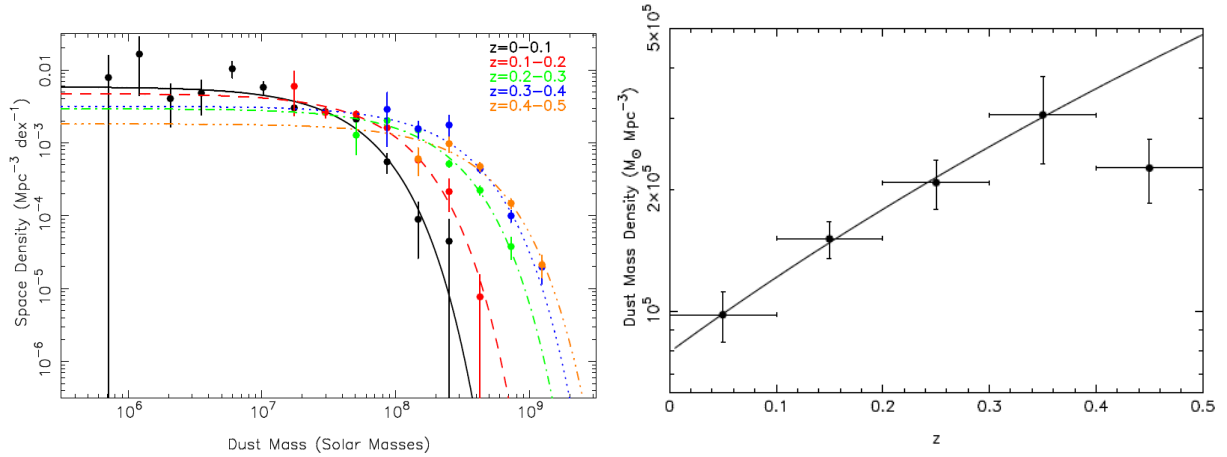 Space Density (Mpc⁻³ dex⁻¹)
0.01
10⁻³
10⁻⁴
10⁻⁵
10⁻⁶
z=0−0.1
z=0.1−0.2
z=0.2−0.3
z=0.3−0.4
z=0.4−0.5
10⁶
10⁷
10⁸
10⁹
Dust Mass (Solar Masses)
Dust Mass Density (M⊙ Mpc⁻³)
5×10⁵
2×10⁵
10⁵
0
0.1
0.2
0.3
0.4
0.5
z